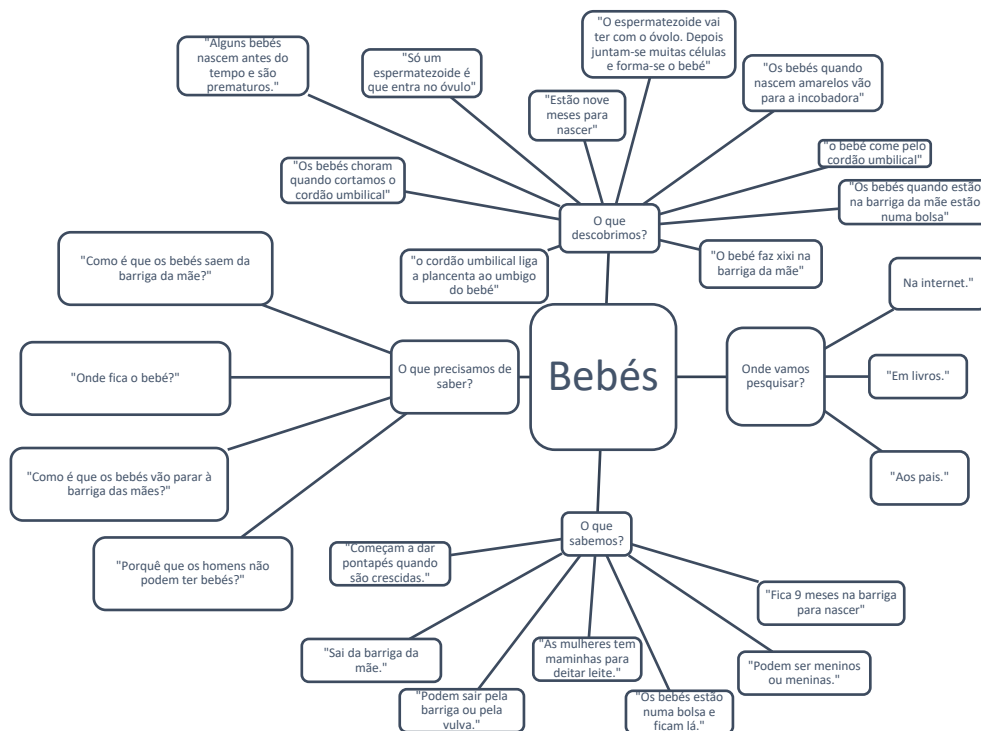 "O espermatezoide vai
ter com o óvolo. Depois
juntam-se muitas células
e forma-se o bebé"
"Alguns bebés
nascem antes do
tempo e são
prematuros."
"Só um
espermatezoide é
que entra no óvulo"
"Os bebés quando
nascem amarelos vão
para a incobadora"
"Estão nove
meses para
nascer"
"o bebé come pelo
cordão umbilical"
"Os bebés choram
quando cortamos o
cordão umbilical"
"Os bebés quando estão
na barriga da mãe estão
numa bolsa"
O que
descobrimos?
"o cordão umbilical liga
a plancenta ao umbigo
do bebé"
"O bebé faz xixi na
barriga da mãe"
"Como é que os bebés saem da
barriga da mãe?"
Na internet."
"Onde fica o bebé?"
O que precisamos de
saber?
Bebés
Onde vamos
pesquisar?
"Em livros."
"Como é que os bebés vão parar à
barriga das mães?"
"Aos pais."
"Porquê que os homens não
podem ter bebés?"
O que
sabemos?
"Começam a dar
pontapés quando
são crescidas."
"Fica 9 meses na barriga
para nascer"
"Sai da barriga da
mãe."
"As mulheres tem
maminhas para
deitar leite."
"Podem ser meninos
ou meninas."
"Podem sair pela
barriga ou pela
vulva."
"Os bebés estão
numa bolsa e
ficam lá."